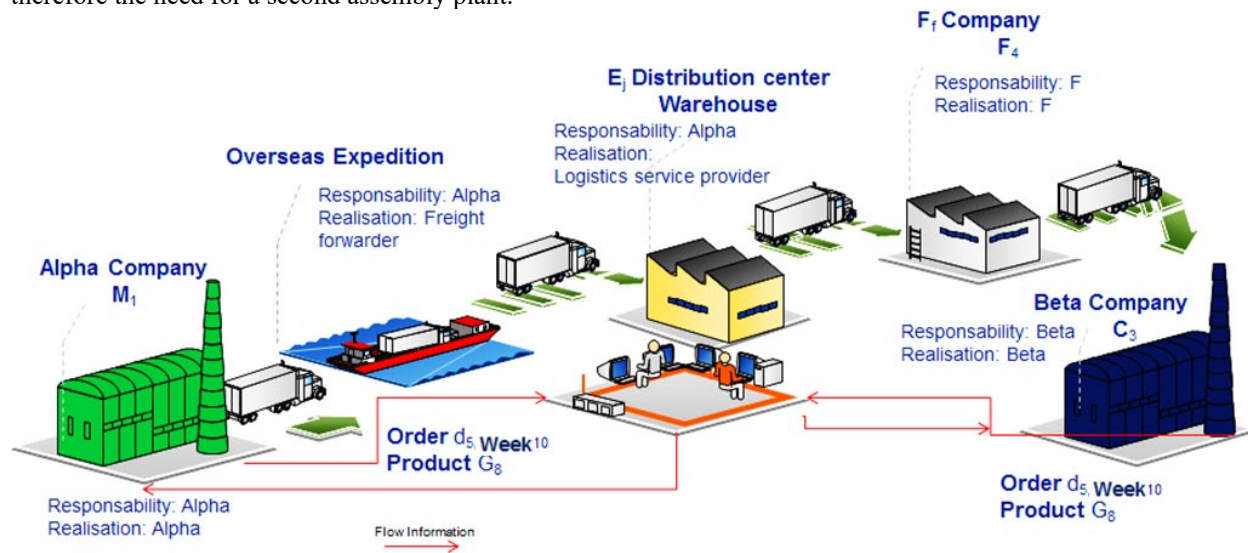 therefore the need for a second assembly plant.
Ff Company
F4
Responsability: F
Realisation: F
Ej Distribution center
Warehouse
Responsability: Alpha
Realisation:
Logistics service provider
Overseas Expedition
Responsability: Alpha
Realisation: Freight
forwarder
Alpha Company
M1
Beta Company
C3
Responsability: Beta
Realisation: Beta
Order d5, Week10
Product G8
Order d5, Week10
Product G8
Responsability: Alpha
Realisation: Alpha
Flow Information